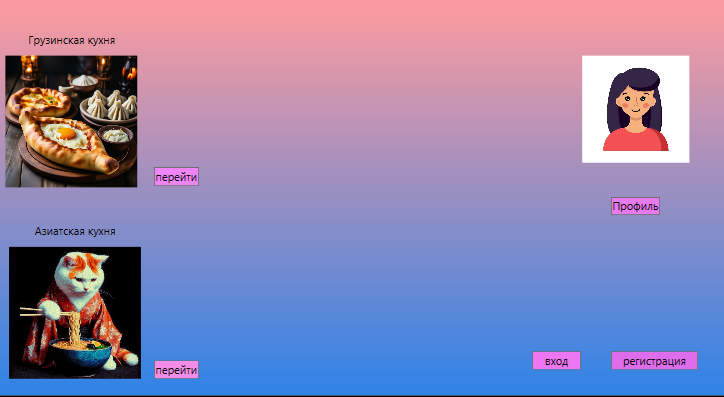 Грузинская кухня
перейти
Профиль
Азиатская кухня
перейти
вход
регистрация